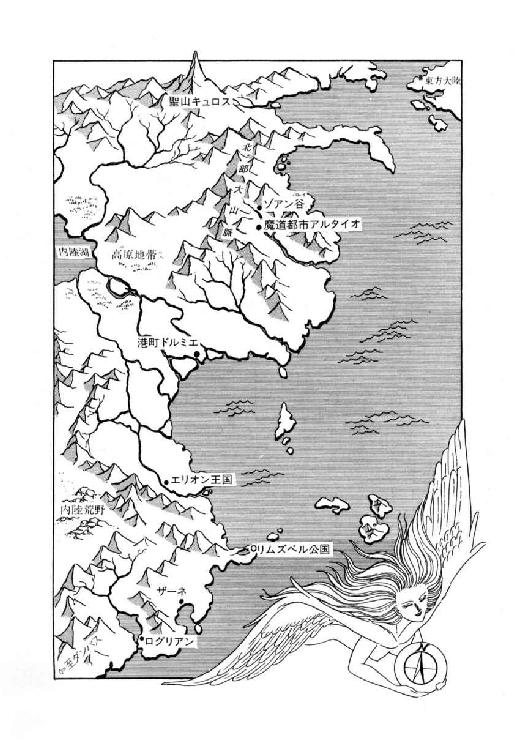 東方大陸
聖山キュロス
北部大山脈
ゾアン谷
魔道都市アルタイオ
内陸海
高原地帯
港町ドルミエ
エリオン王国
内陸荒野
リムズベル公国
ザーネ
ログリアン
N